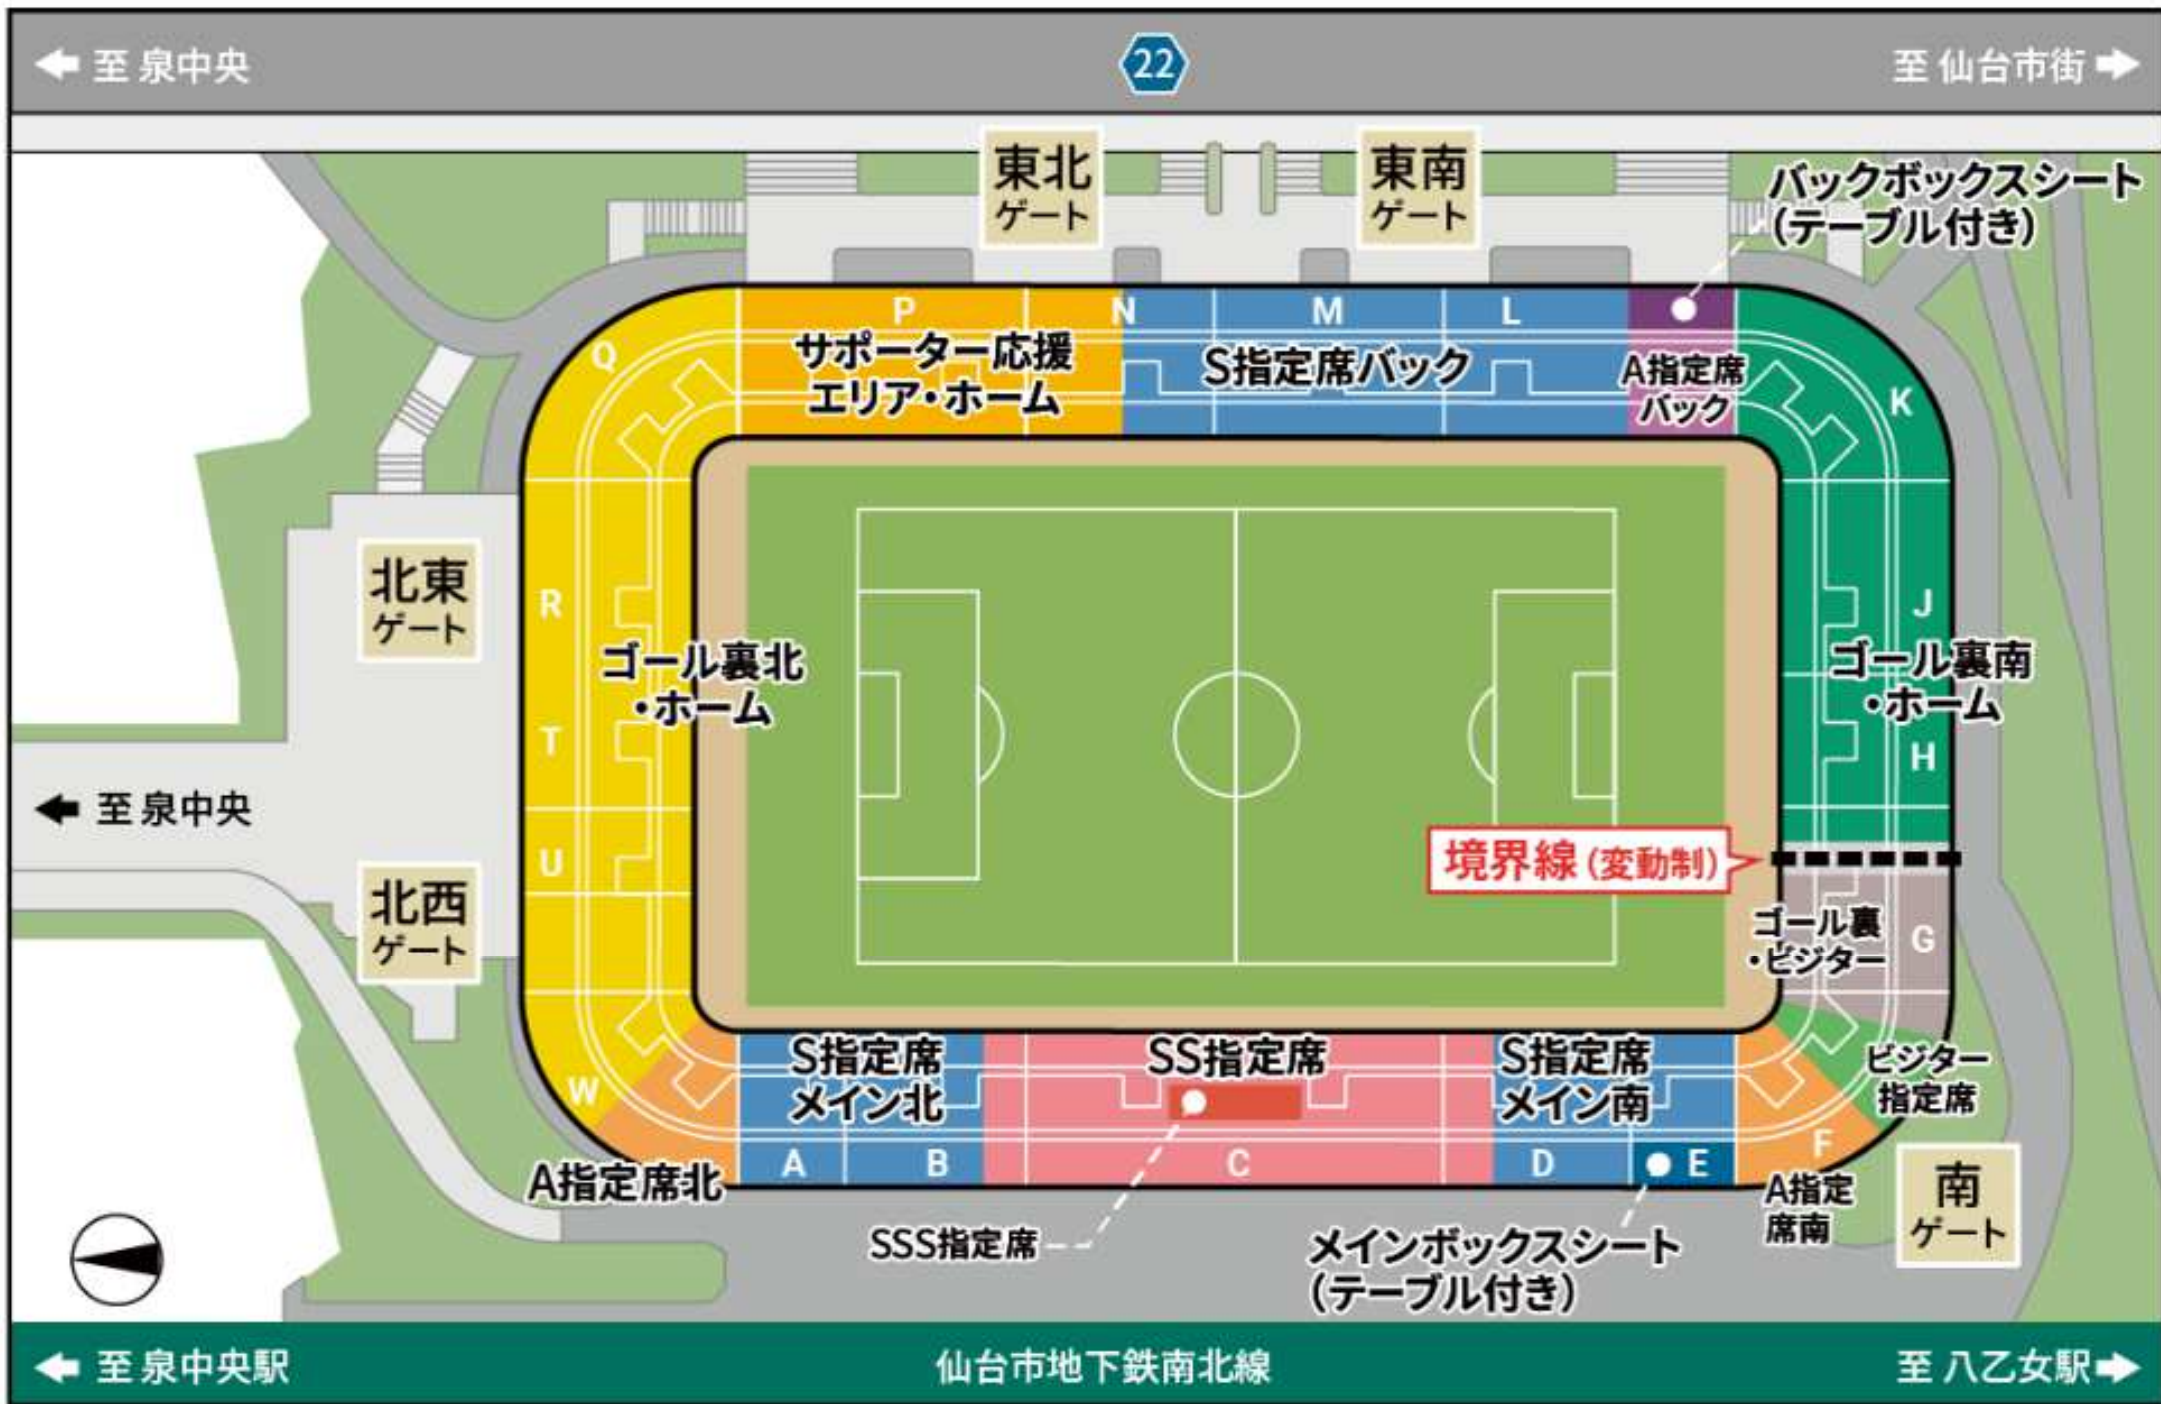 至 泉中央
22
至 仙台市街
東北
ゲート
東南
ゲート
バックボックスシート
(テーブル付き)
P
N
M
L
Q
サポーター応援
エリア・ホーム
S指定席バック
A指定席
バック
K
北東
ゲート
R
J
ゴール裏北
・ホーム
ゴール裏南
・ホーム
T
H
至 泉中央
境界線(変動制)
U
北西
ゲート
ゴール裏
・ビジター
G
S指定席
メイン北
SS指定席
S指定席
メイン南
ビジター
指定席
W
A
B
C
D
E
F
A指定席北
A指定
席南
南
ゲート
SSS指定席
メインボックスシート
(テーブル付き)
至 泉中央駅
仙台市地下鉄南北線
至 八乙女駅